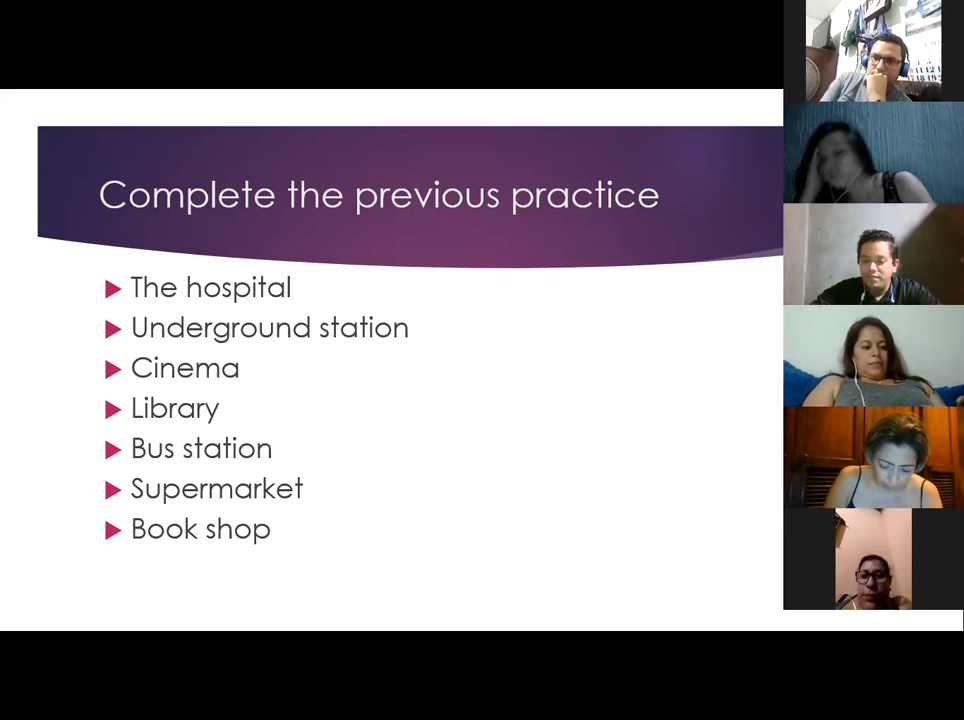 Complete the previous practice
The hospital
Underground station
Cinema
Library
Bus station
Supermarket
Book shop